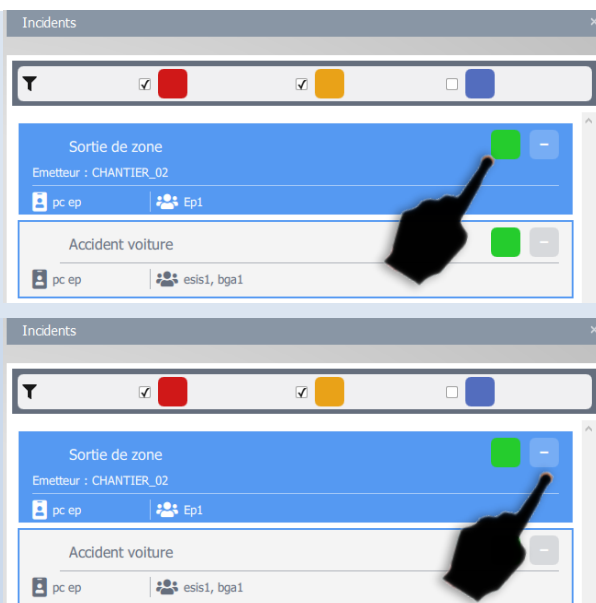 Incidents
Sortie de zone
Emetteur : CHANTIER_02
pc ep Ep1
Accident voiture
pc ep esis1, bga1
Incidents
Sortie de zone
Emetteur : CHANTIER_02
pc ep Ep1
Accident voiture
pc ep esis1, bga1